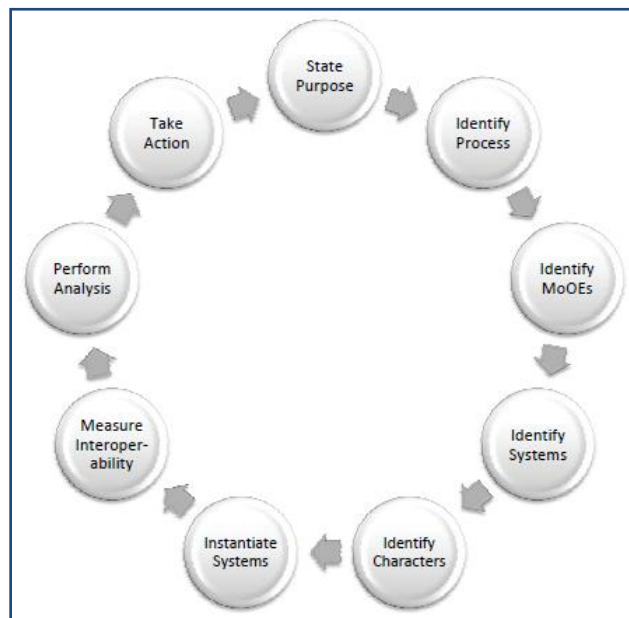 State
Purpose
Identify
Process
Identify
MoOEs
Identify
Systems
Identify
Characters
Instantiate
Systems
Measure
Interoper-
ability
Perform
Analysis
Take
Action